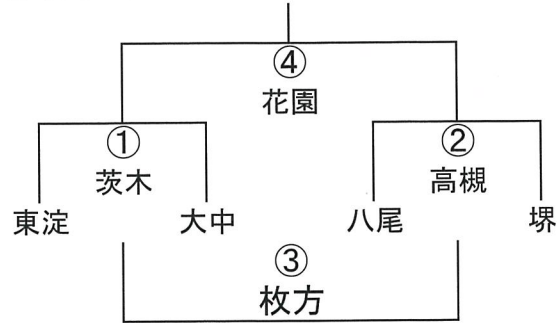 ④
花園
① ②
茨木 高槻
東淀 大中 八尾 堺
③
枚方